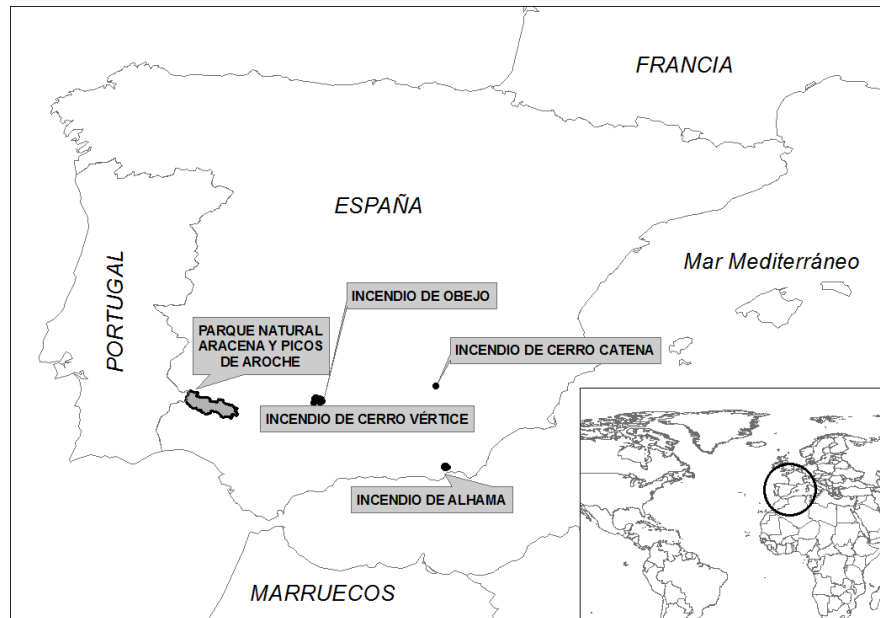 FRANCIA
ESPAÑA
Mar Mediterráneo
PORTUGAL
INCENDIO DE OBEJO
PARQUE NATURAL
ARACENA Y PICOS
DE AROCHE
INCENDIO DE CERRO CATENA
INCENDIO DE CERRO VÉRTICE
INCENDIO DE ALHAMA
MARRUECOS